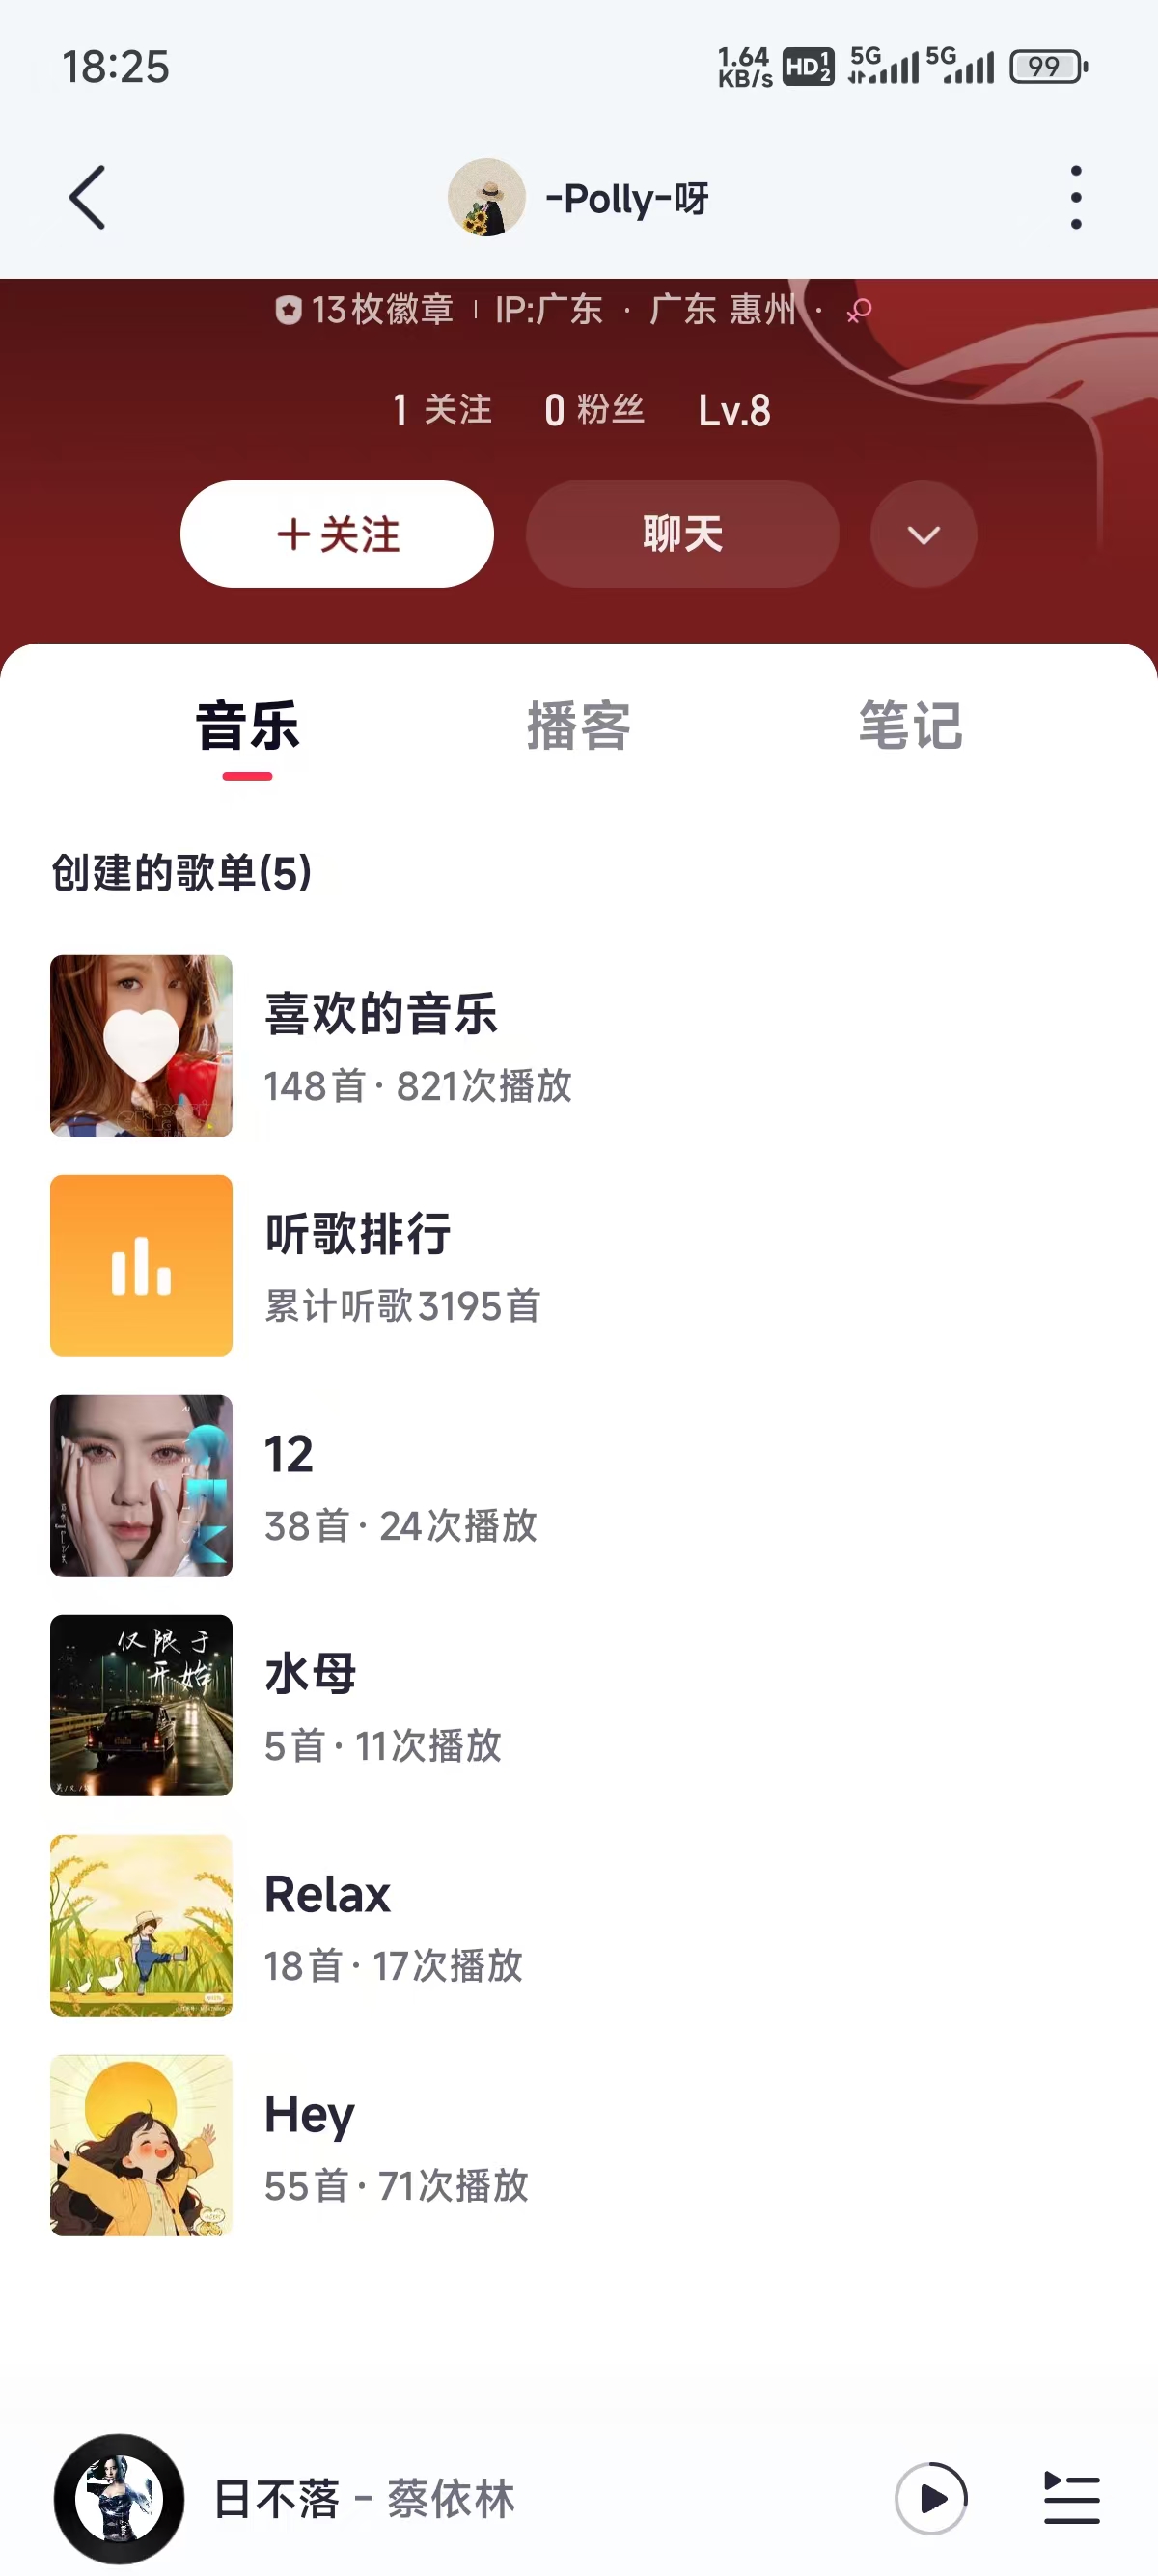 18:25
1.64 KB/s HD 1 2 5G 5G 99
-Polly-呀
13枚徽章 | IP:广东 · 广东 惠州 ·
1 关注 0 粉丝 Lv.8
+关注 聊天
音乐 播客 笔记
创建的歌单(5)
喜欢的音乐
148首 · 821次播放
听歌排行
累计听歌3195首
12
38首 · 24次播放
仅限于
开始
水母
5首 · 11次播放
Relax
18首 · 17次播放
Hey
55首 · 71次播放
日不落 - 蔡依林